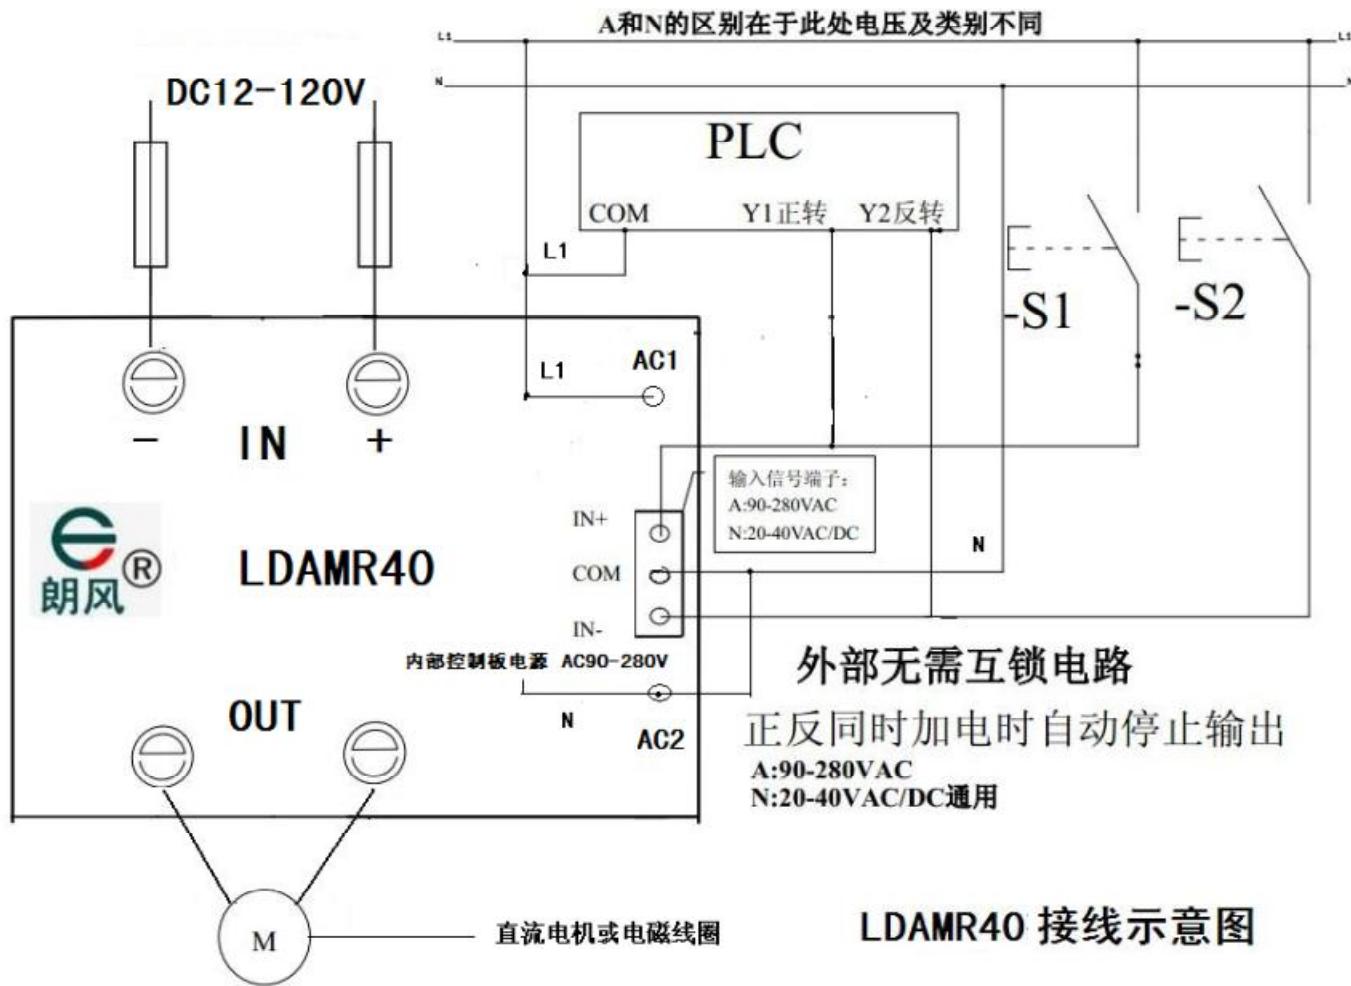 A和N的区别在于此处电压及类别不同
L1
L1
N
N
DC12-120V
PLC
COM
Y1正转
Y2反转
L1
-S1
-S2
L1
AC1
-
IN
+
输入信号端子:
A:90-280VAC
N:20-40VAC/DC
IN+
N
朗风®
LDAMR40
COM
IN-
内部控制板电源 AC90-280V
外部无需互锁电路
OUT
N
AC2
正反同时加电时自动停止输出
A:90-280VAC
N:20-40VAC/DC通用
M
直流电机或电磁线圈
LDAMR40 接线示意图